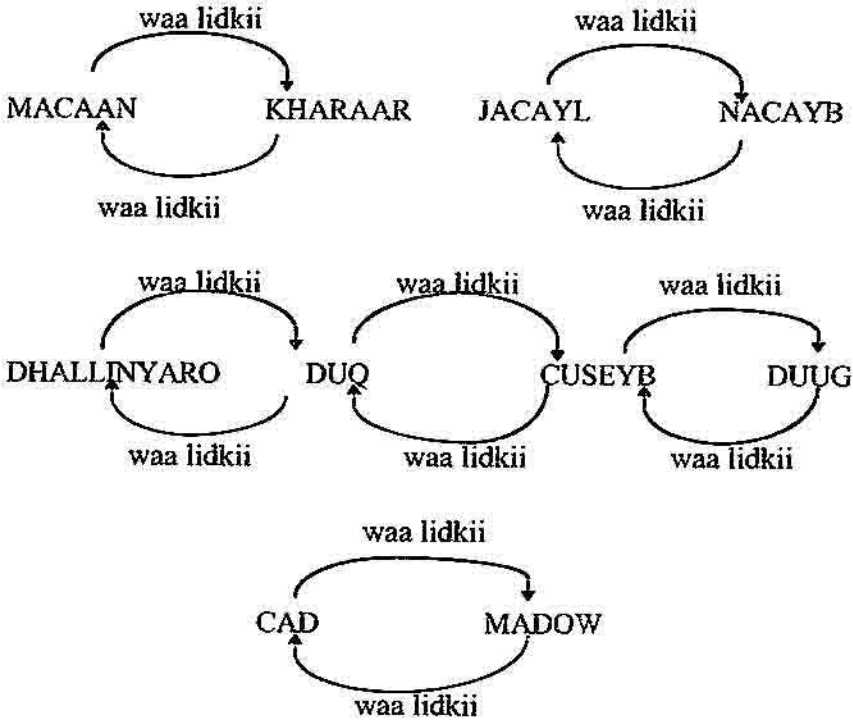 waa lidkii waa lidkii
MACAAN KHARAAR JACAYL NACAYB
waa lidkii waa lidkii
waa lidkii waa lidkii waa lidkii
DHALLINYARO DUQ CUSEYB DUUG
waa lidkii waa lidkii waa lidkii
waa lidkii
CAD MADOW
waa lidkii